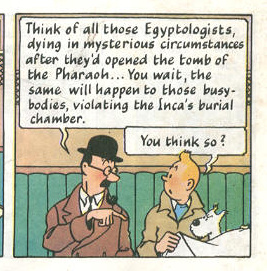 Think of all those Egyptologists,
dying in mysterious circumstances
after they'd opened the tomb of
the Pharaoh... You wait, the
same will happen to those busy-
bodies, violating the Inca's burial
chamber.
You think so?